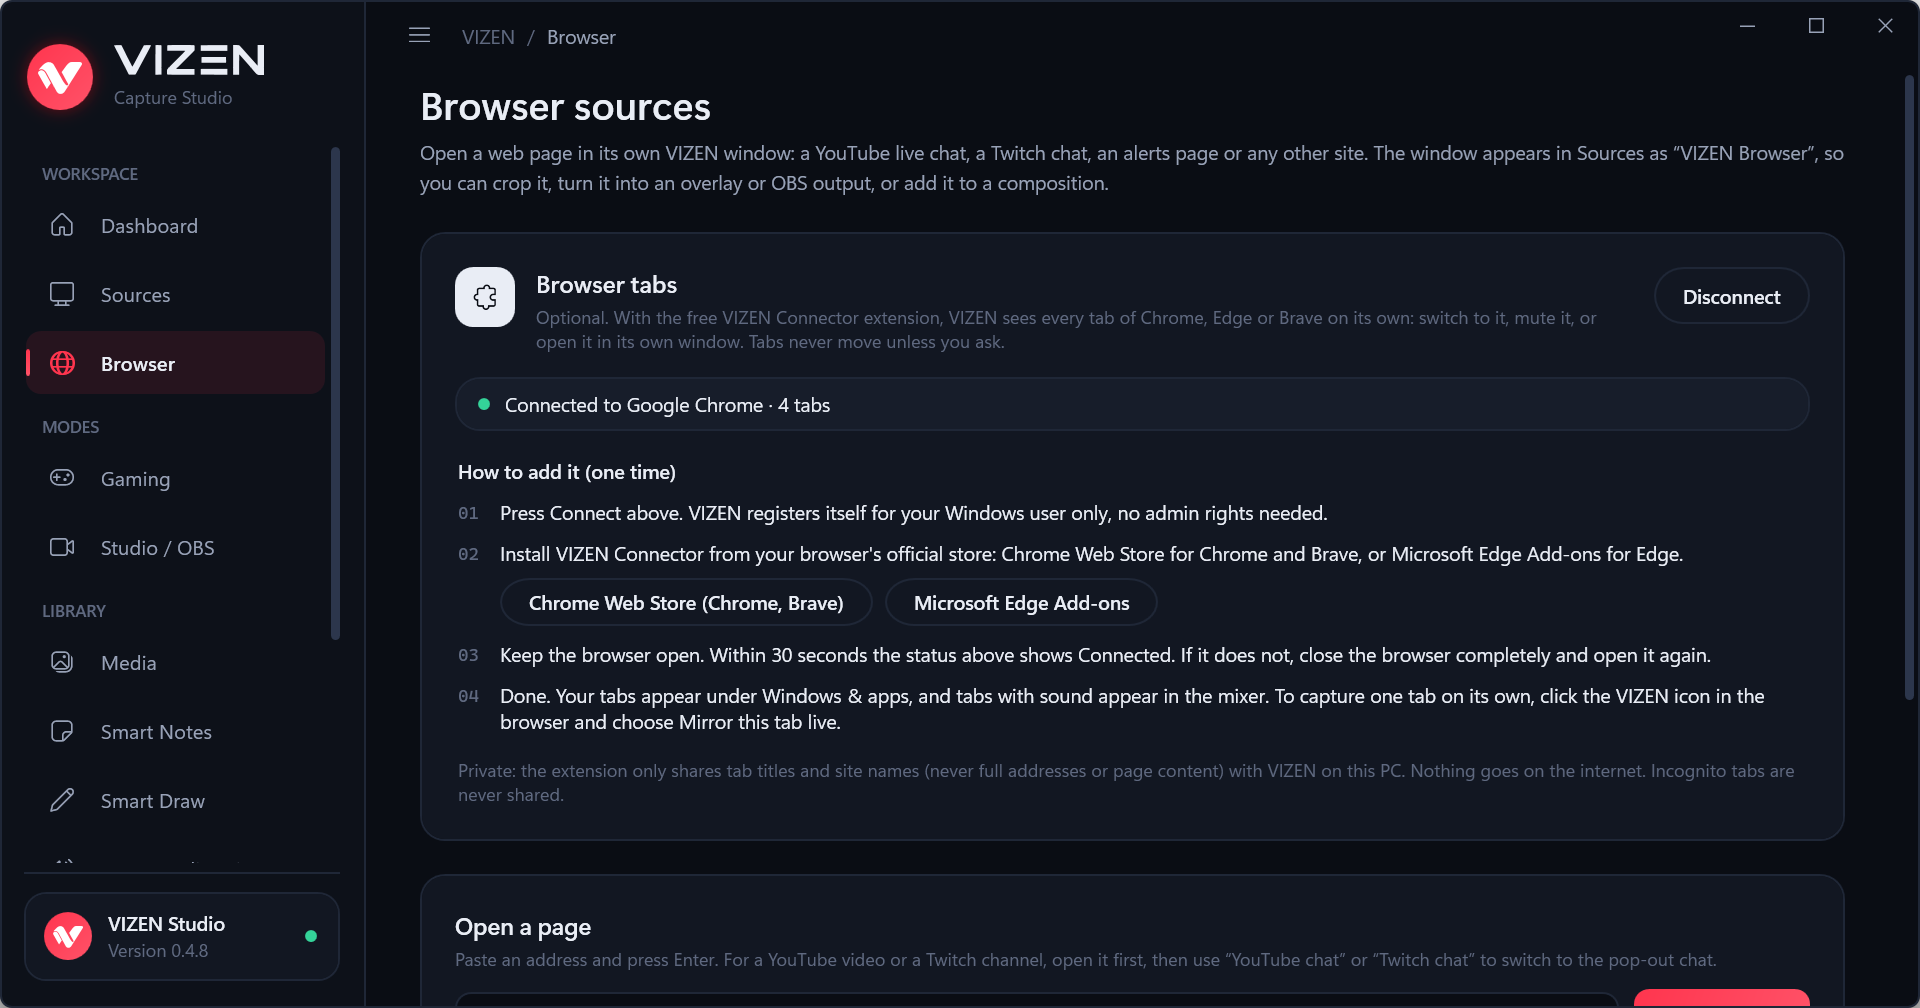 VIZEN
Capture Studio
WORKSPACE
Dashboard
Sources
Browser
MODES
Gaming
Studio / OBS
LIBRARY
Media
Smart Notes
Smart Draw
VIZEN Studio
Version 0.4.8
VIZEN / Browser
Browser sources
Open a web page in its own VIZEN window: a YouTube live chat, a Twitch chat, an alerts page or any other site. The window appears in Sources as “VIZEN Browser”, so
you can crop it, turn it into an overlay or OBS output, or add it to a composition.
Browser tabs
Optional. With the free VIZEN Connector extension, VIZEN sees every tab of Chrome, Edge or Brave on its own: switch to it, mute it, or
open it in its own window. Tabs never move unless you ask.
Disconnect
Connected to Google Chrome · 4 tabs
How to add it (one time)
01 Press Connect above. VIZEN registers itself for your Windows user only, no admin rights needed.
02 Install VIZEN Connector from your browser's official store: Chrome Web Store for Chrome and Brave, or Microsoft Edge Add-ons for Edge.
Chrome Web Store (Chrome, Brave) Microsoft Edge Add-ons
03 Keep the browser open. Within 30 seconds the status above shows Connected. If it does not, close the browser completely and open it again.
04 Done. Your tabs appear under Windows & apps, and tabs with sound appear in the mixer. To capture one tab on its own, click the VIZEN icon in the
browser and choose Mirror this tab live.
Private: the extension only shares tab titles and site names (never full addresses or page content) with VIZEN on this PC. Nothing goes on the internet. Incognito tabs are
never shared.
Open a page
Paste an address and press Enter. For a YouTube video or a Twitch channel, open it first, then use “YouTube chat” or “Twitch chat” to switch to the pop-out chat.